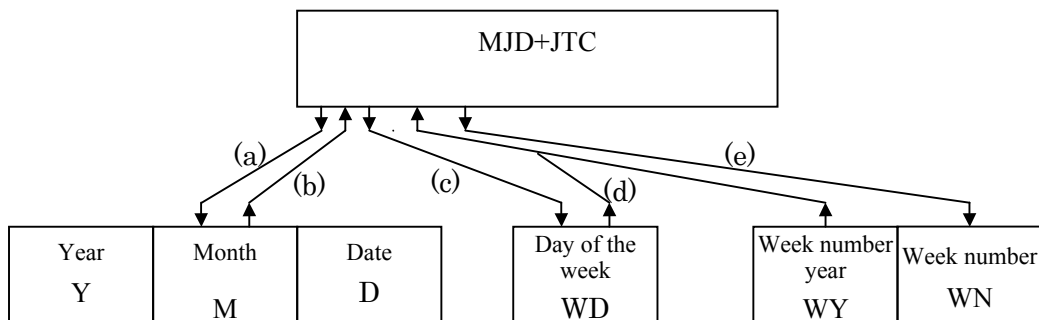 MJD+JTC
(a)
(b)
(c)
(d)
(e)
Year
Y
Month
M
Date
D
Day of the
week
WD
Week number
year
WY
Week number
WN